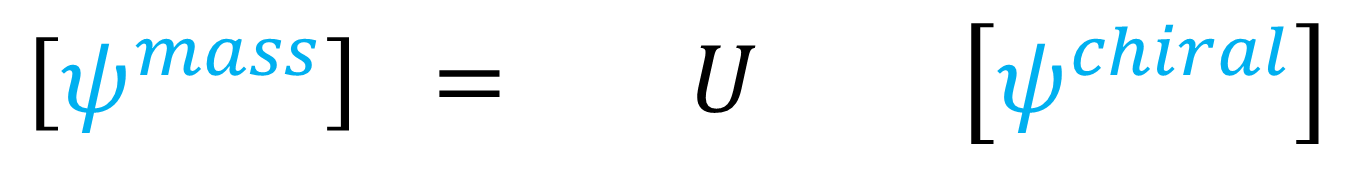 [ψ^mass] = U [ψ^chiral]